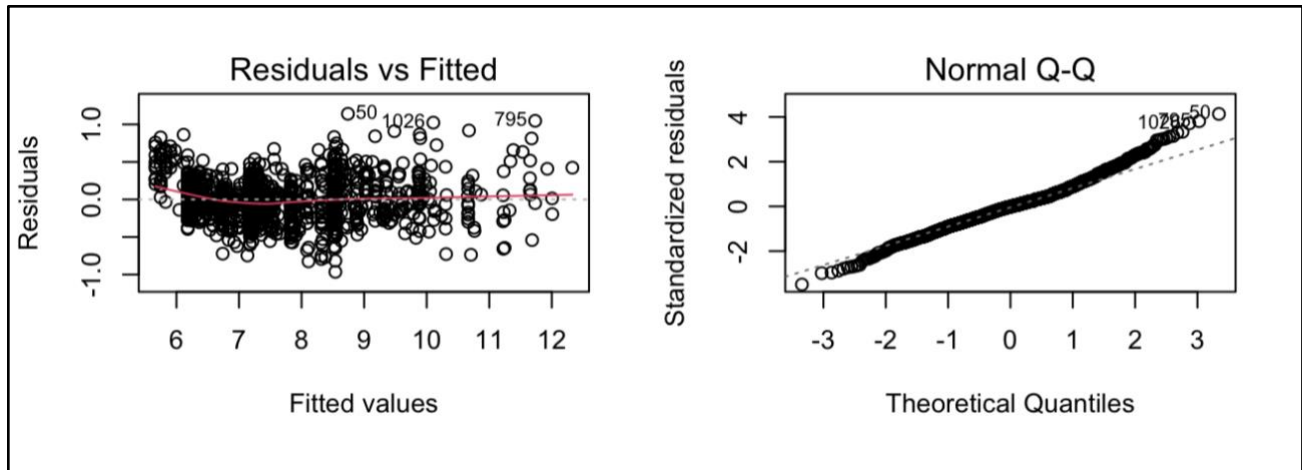 Residuals vs Fitted
Residuals
1.0
0.0
-1.0
50
1026
795
6 7 8 9 10 11 12
Fitted values
Normal Q-Q
Standardized residuals
4
2
0
-2
50
-3 -2 -1 0 1 2 3
Theoretical Quantiles